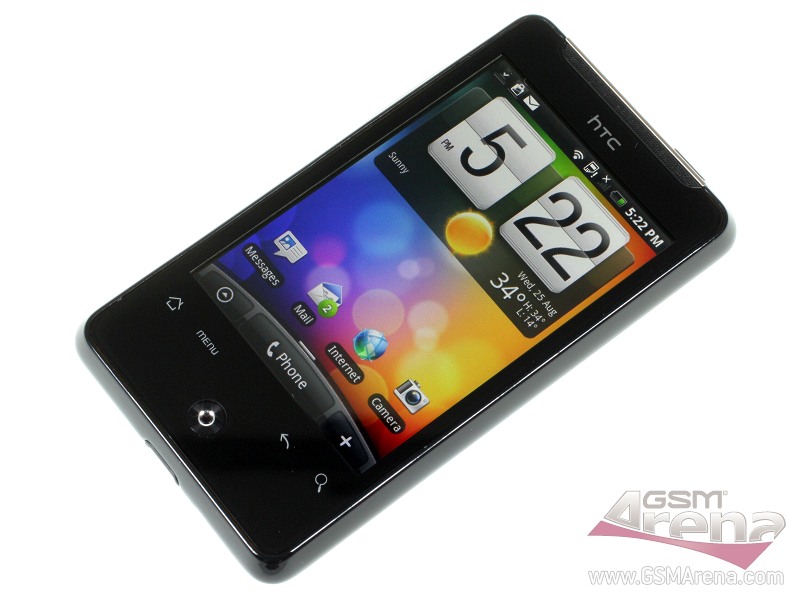 hTC
5:22 PM
5 22
PM
Sunny
Wed, 25 Aug
34°
H: 34°
L: 14°
Messages
Mail
2
Internet
Camera
Phone
+
MENU
GSM
Arena
www.GSMArena.com